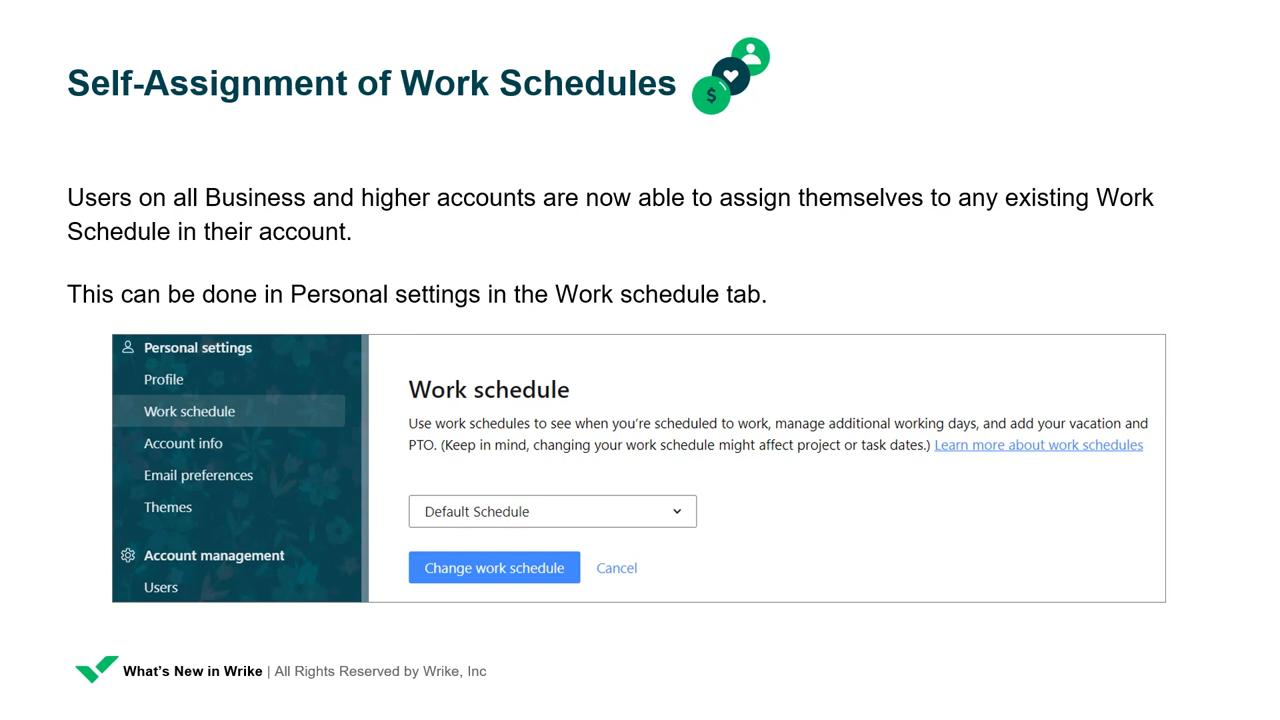 Self-Assignment of Work Schedules
$
Users on all Business and higher accounts are now able to assign themselves to any existing Work
Schedule in their account.
This can be done in Personal settings in the Work schedule tab.
Personal settings
Profile
Work schedule
Account info
Email preferences
Themes
Account management
Users
Work schedule
Use work schedules to see when you're scheduled to work, manage additional working days, and add your vacation and
PTO. (Keep in mind, changing your work schedule might affect project or task dates.) Learn more about work schedules
Default Schedule
Change work schedule Cancel
What's New in Wrike | All Rights Reserved by Wrike, Inc